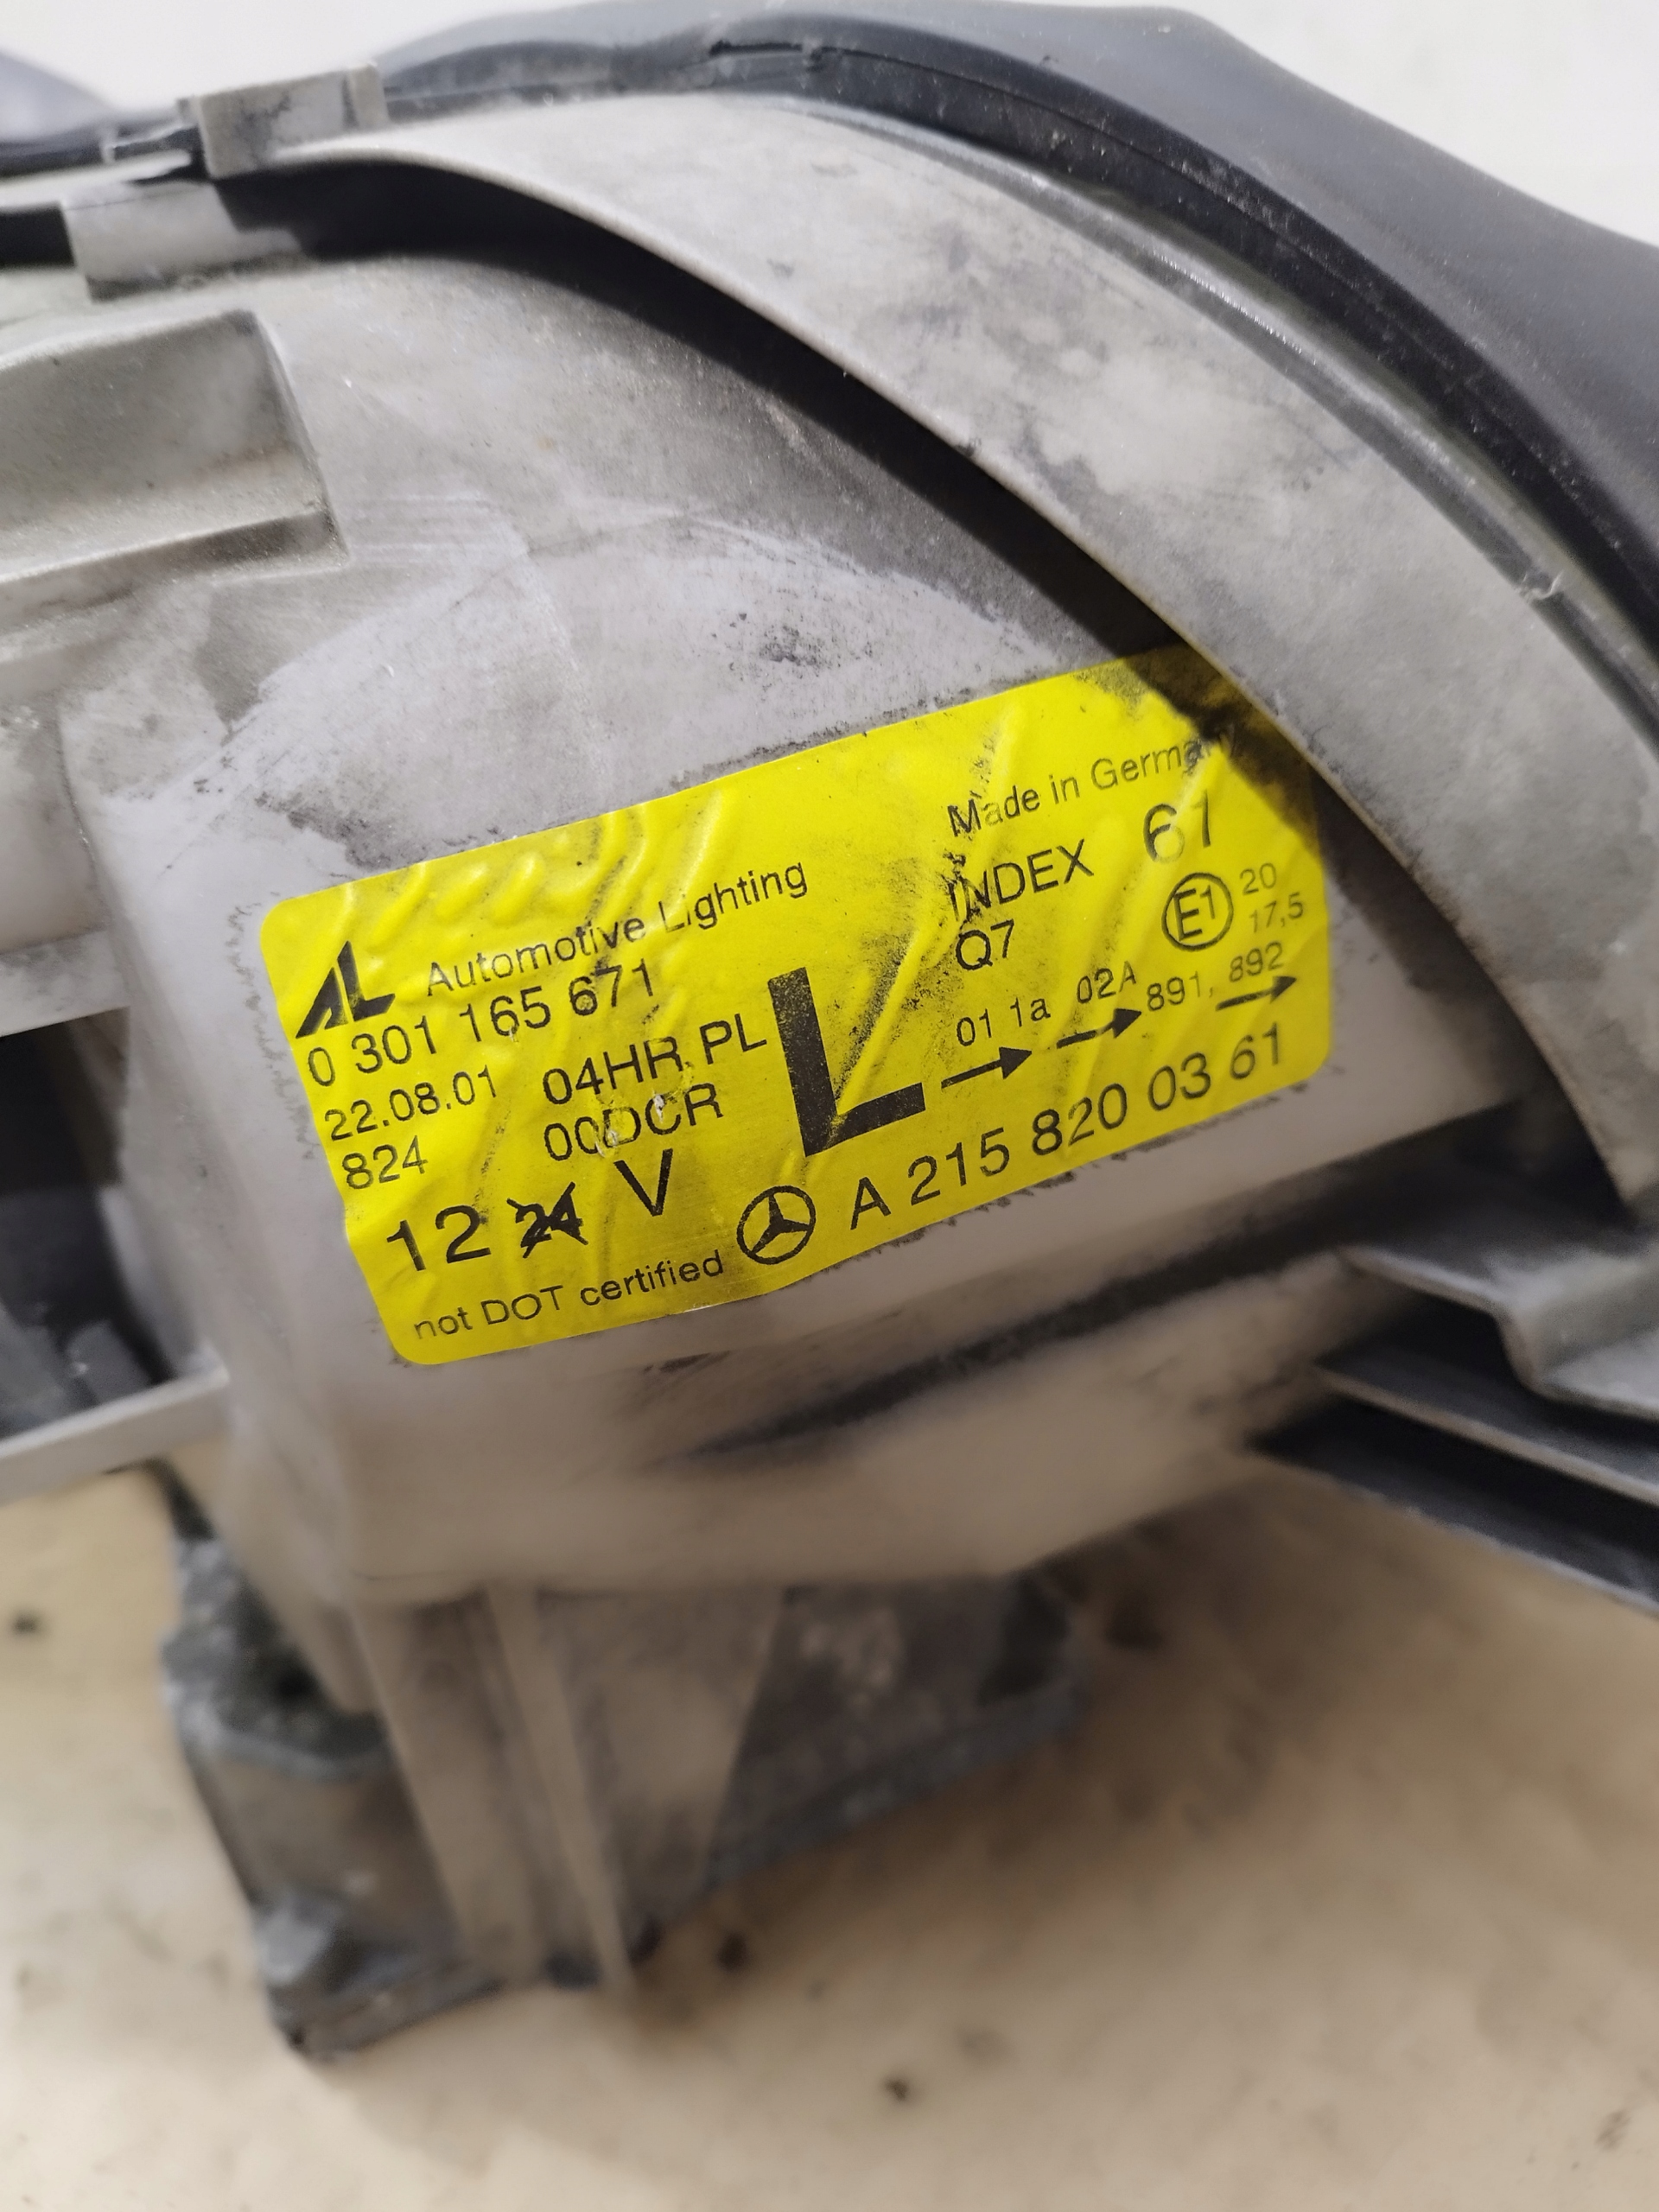 Made in Germany
AL Automotive Lighting
INDEX 61
0 301 165 671
Q7 E1 20
17,5
22.08.01 04HR PL
L
01 1a 02A 891, 892
824 00DCR
12 24 V
A 215 820 03 61
not DOT certified